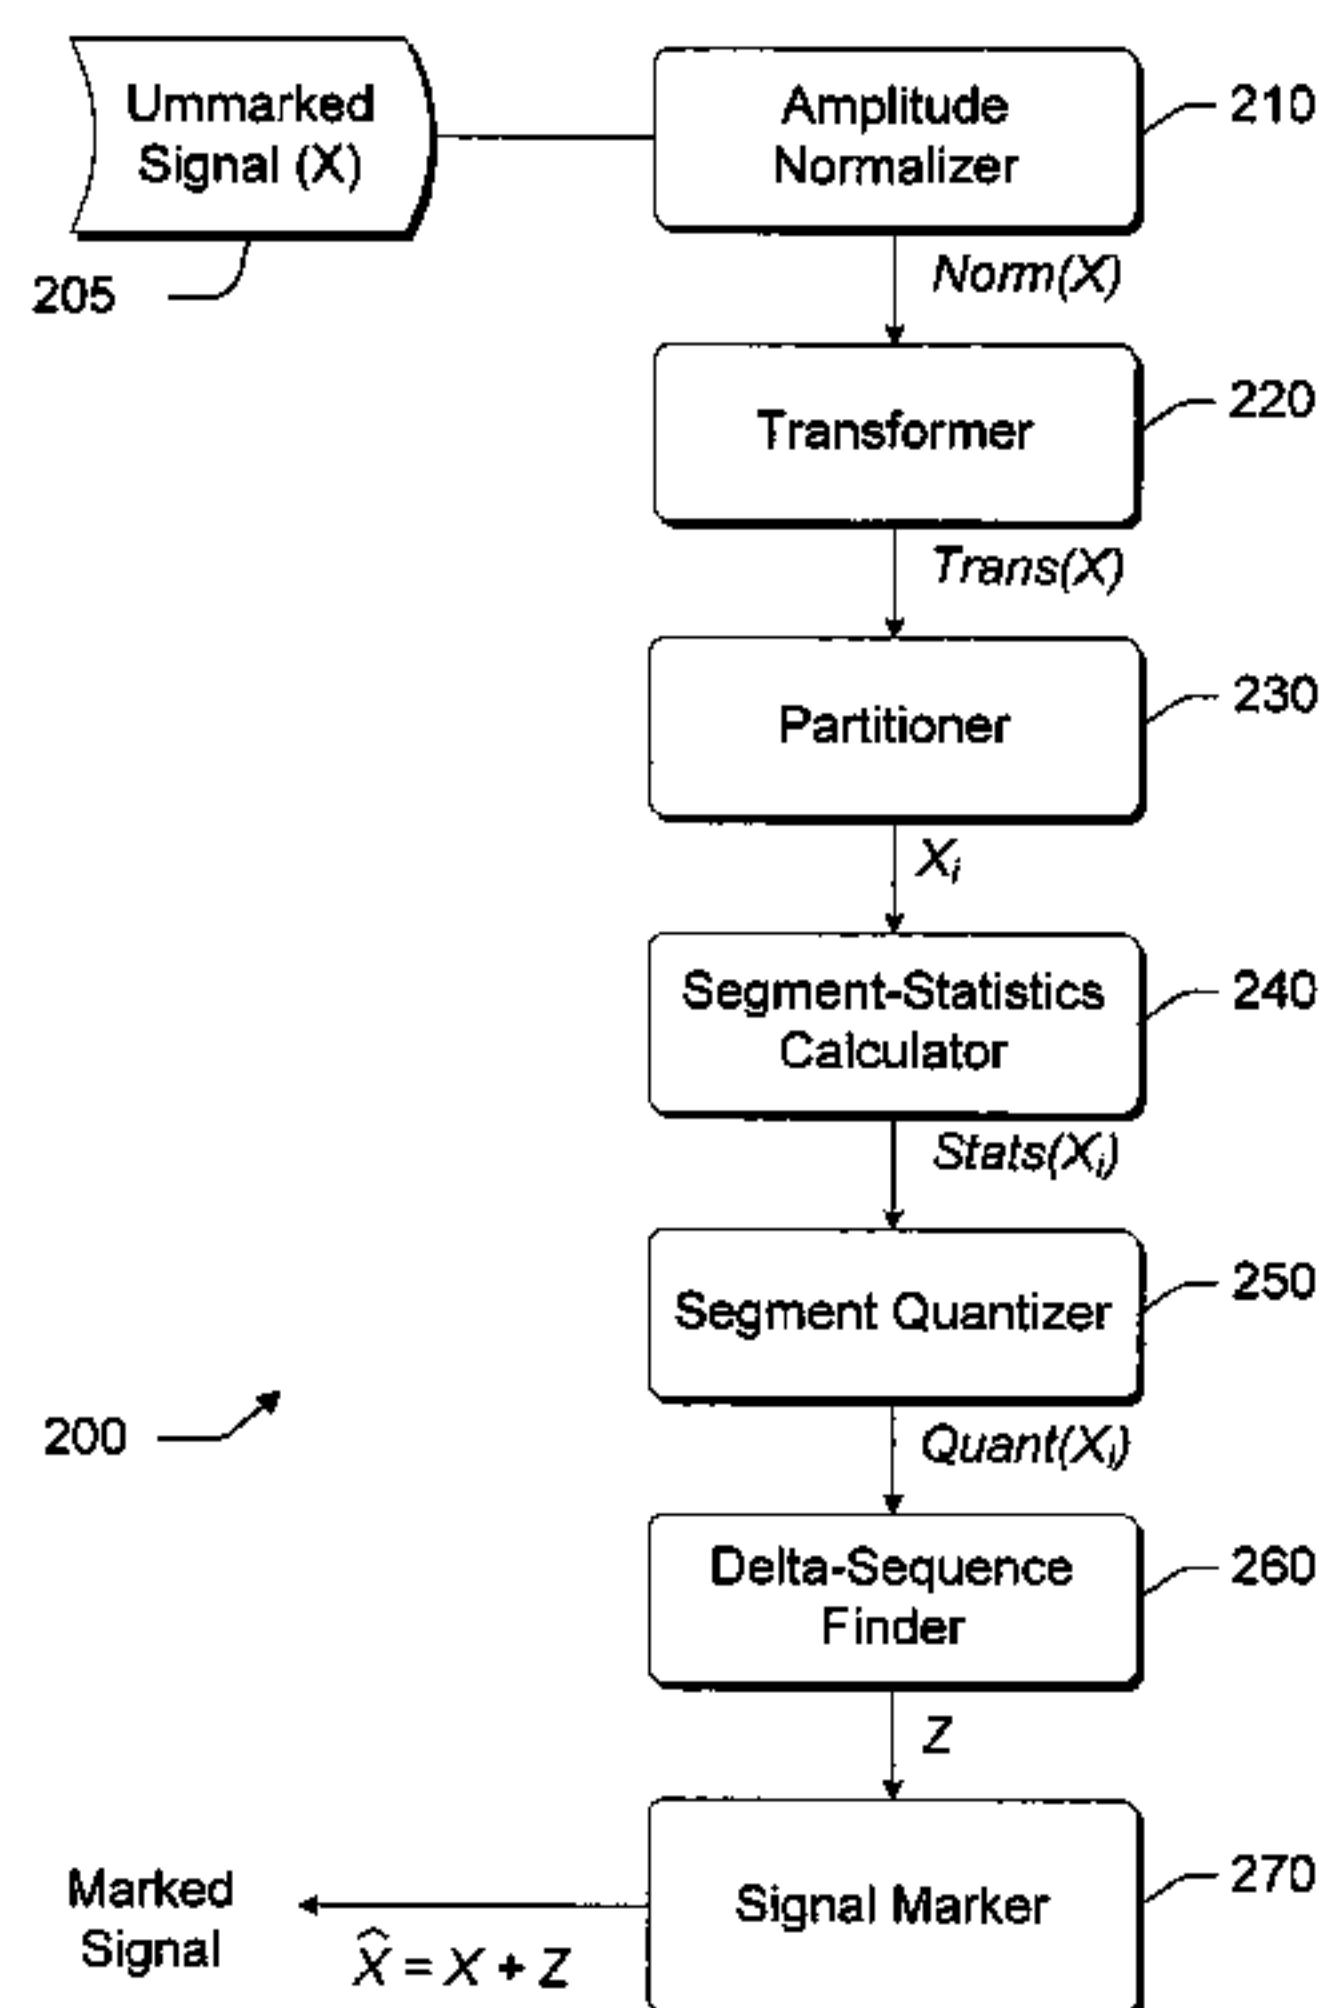 Ummarked
Signal (X)
205
Amplitude
Normalizer
210
Norm(X)
Transformer
220
Trans(X)
Partitioner
230
Xi
Segment-Statistics
Calculator
240
Stats(Xi)
Segment Quantizer
250
200
Quant(Xi)
Delta-Sequence
Finder
260
Z
Signal Marker
270
Marked
Signal
X̂ = X + Z